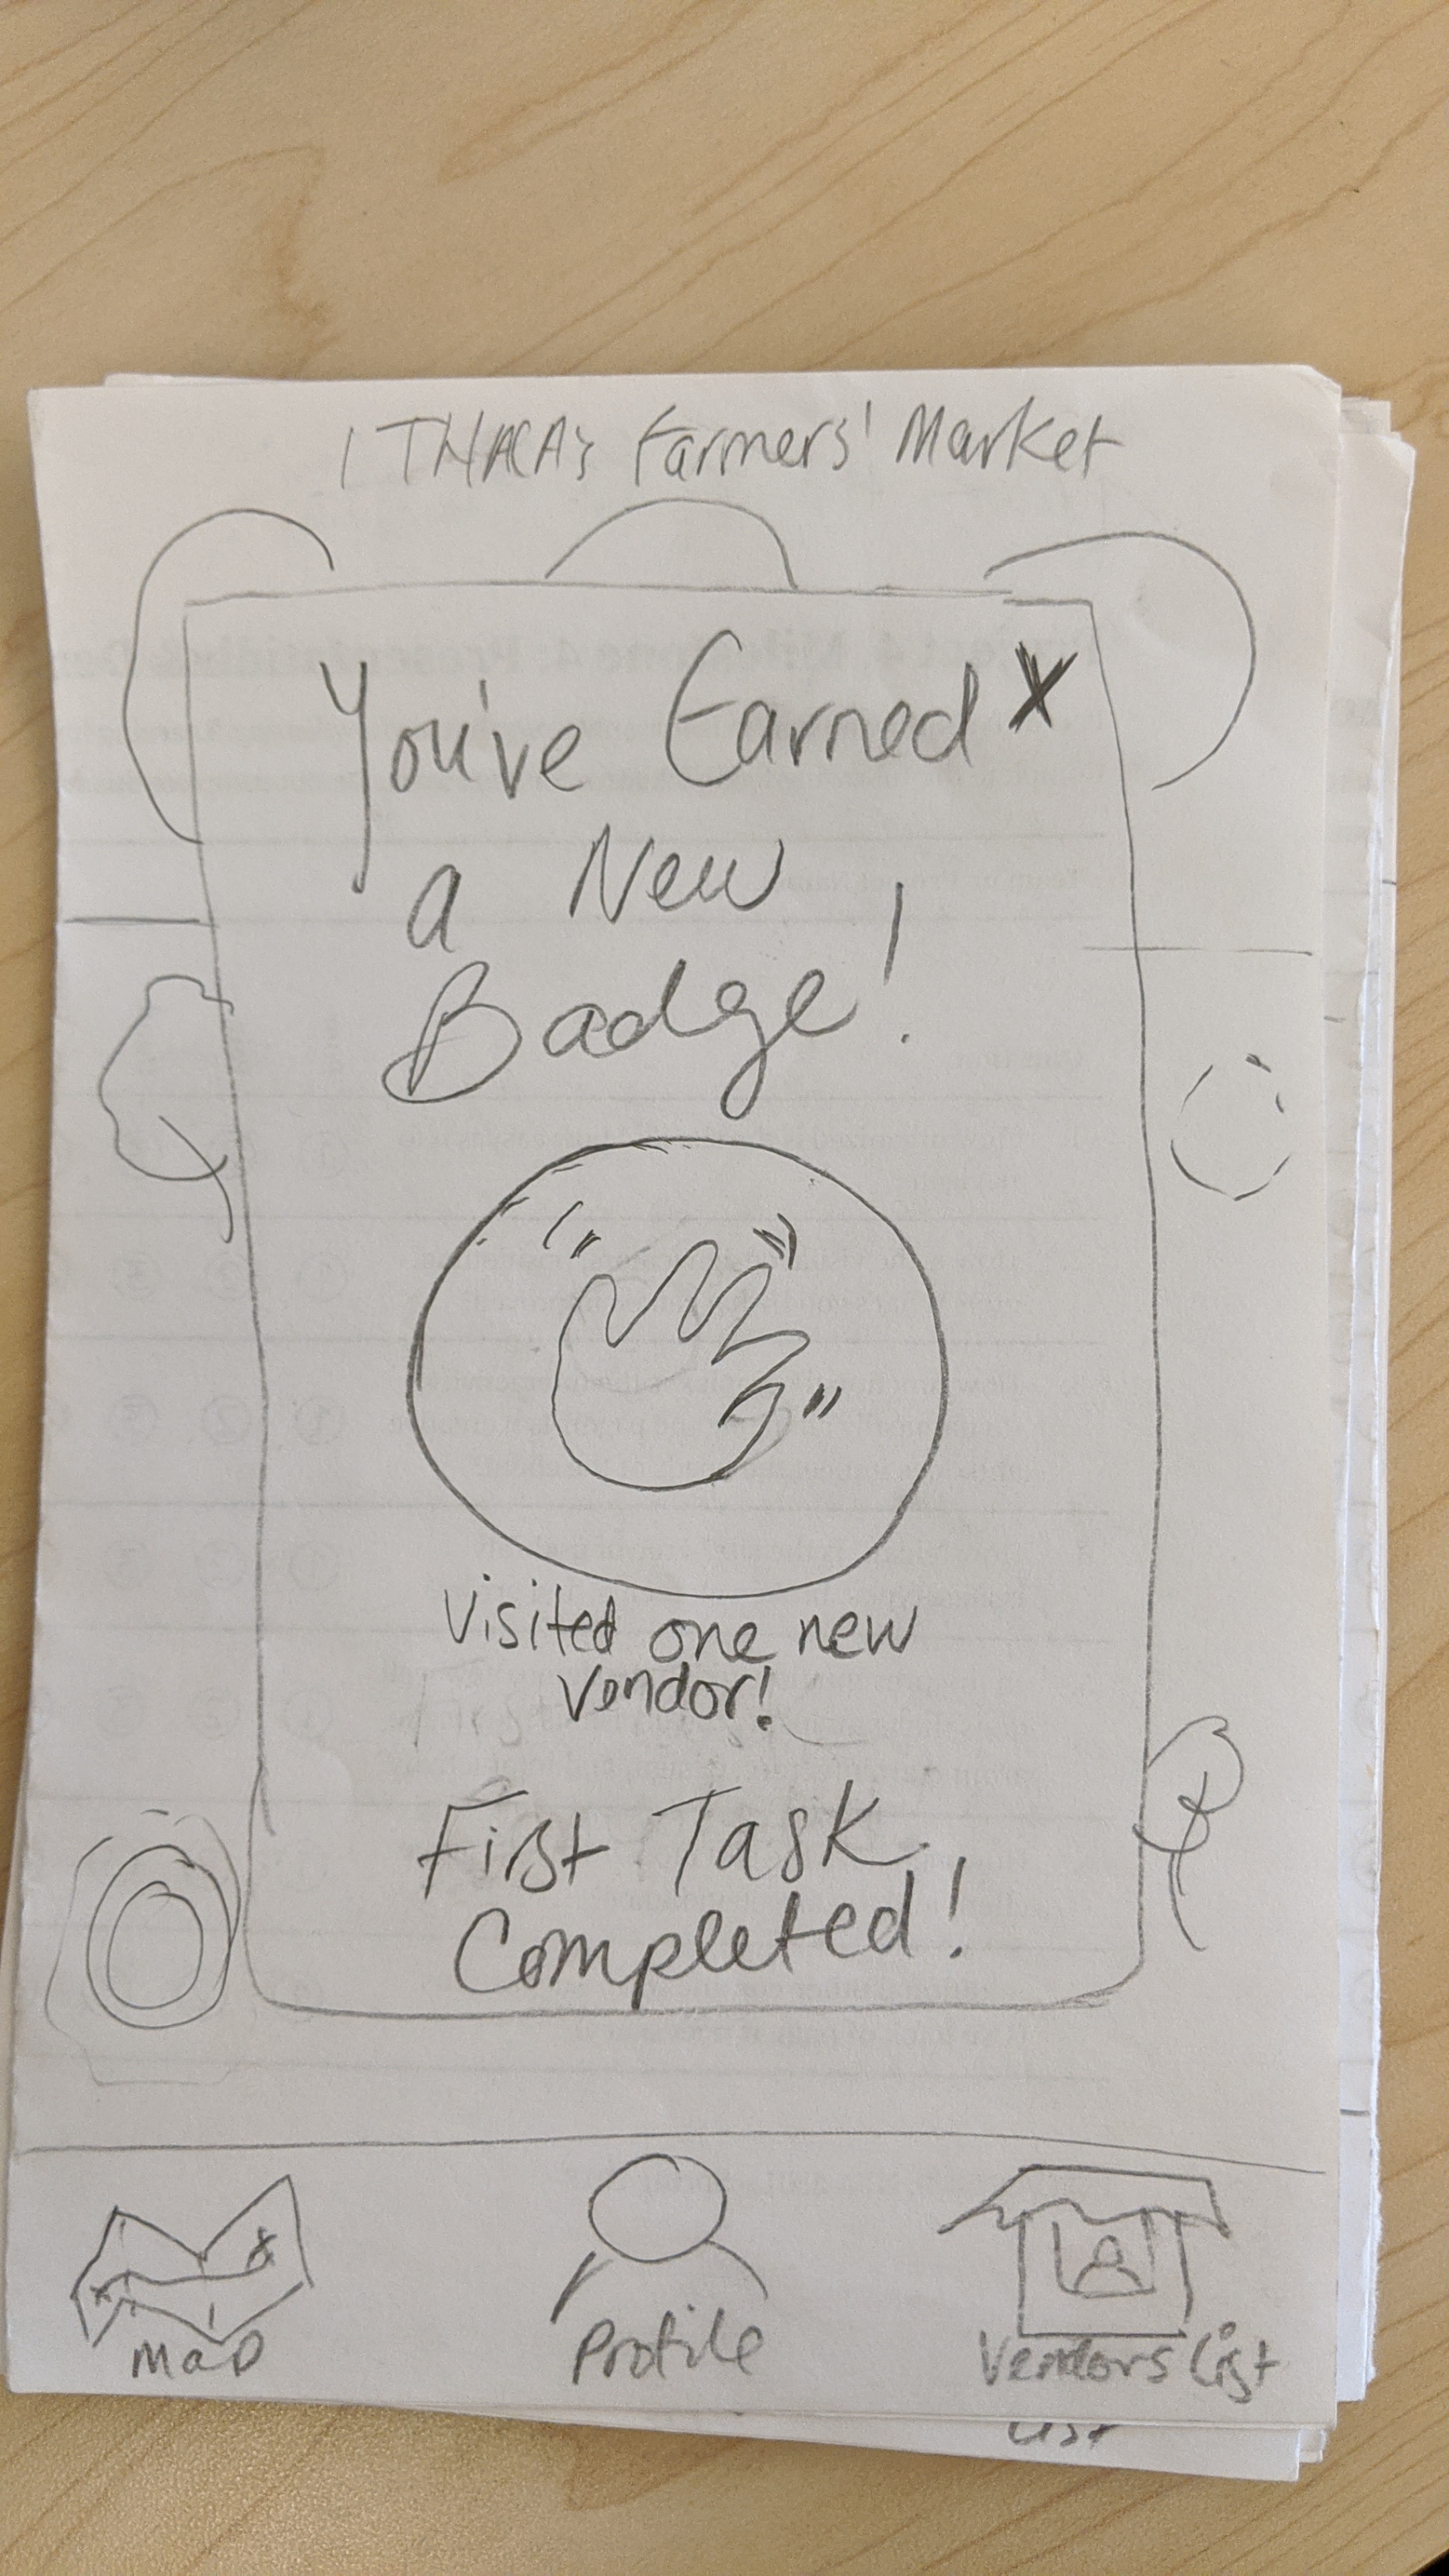 ITHACA's Farmers' Market
You've Earned X
a New
Badge!
Visited one new
vendor!
First Task
Completed!
Map
Profile
Vendors List
List